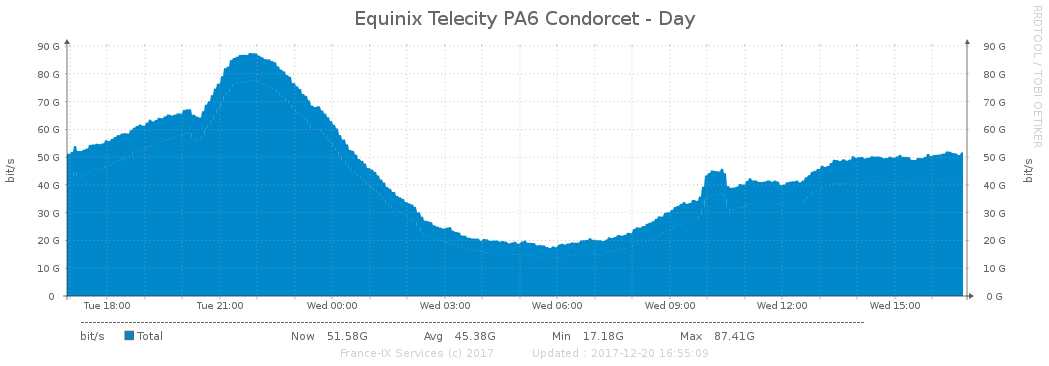 Equinix Telecity PA6 Condorcet - Day
RRDTOOL / TOBI OETIKER
bit/s
90 G 90 G
80 G 80 G
70 G 70 G
60 G 60 G
50 G 50 G
40 G 40 G
30 G 30 G
20 G 20 G
10 G 10 G
0 0 G
bit/s
Tue 18:00 Tue 21:00 Wed 00:00 Wed 03:00 Wed 06:00 Wed 09:00 Wed 12:00 Wed 15:00
bit/s Total Now 51.58G Avg 45.38G Min 17.18G Max 87.41G
France-IX Services (c) 2017 Updated : 2017-12-20 16:55:09